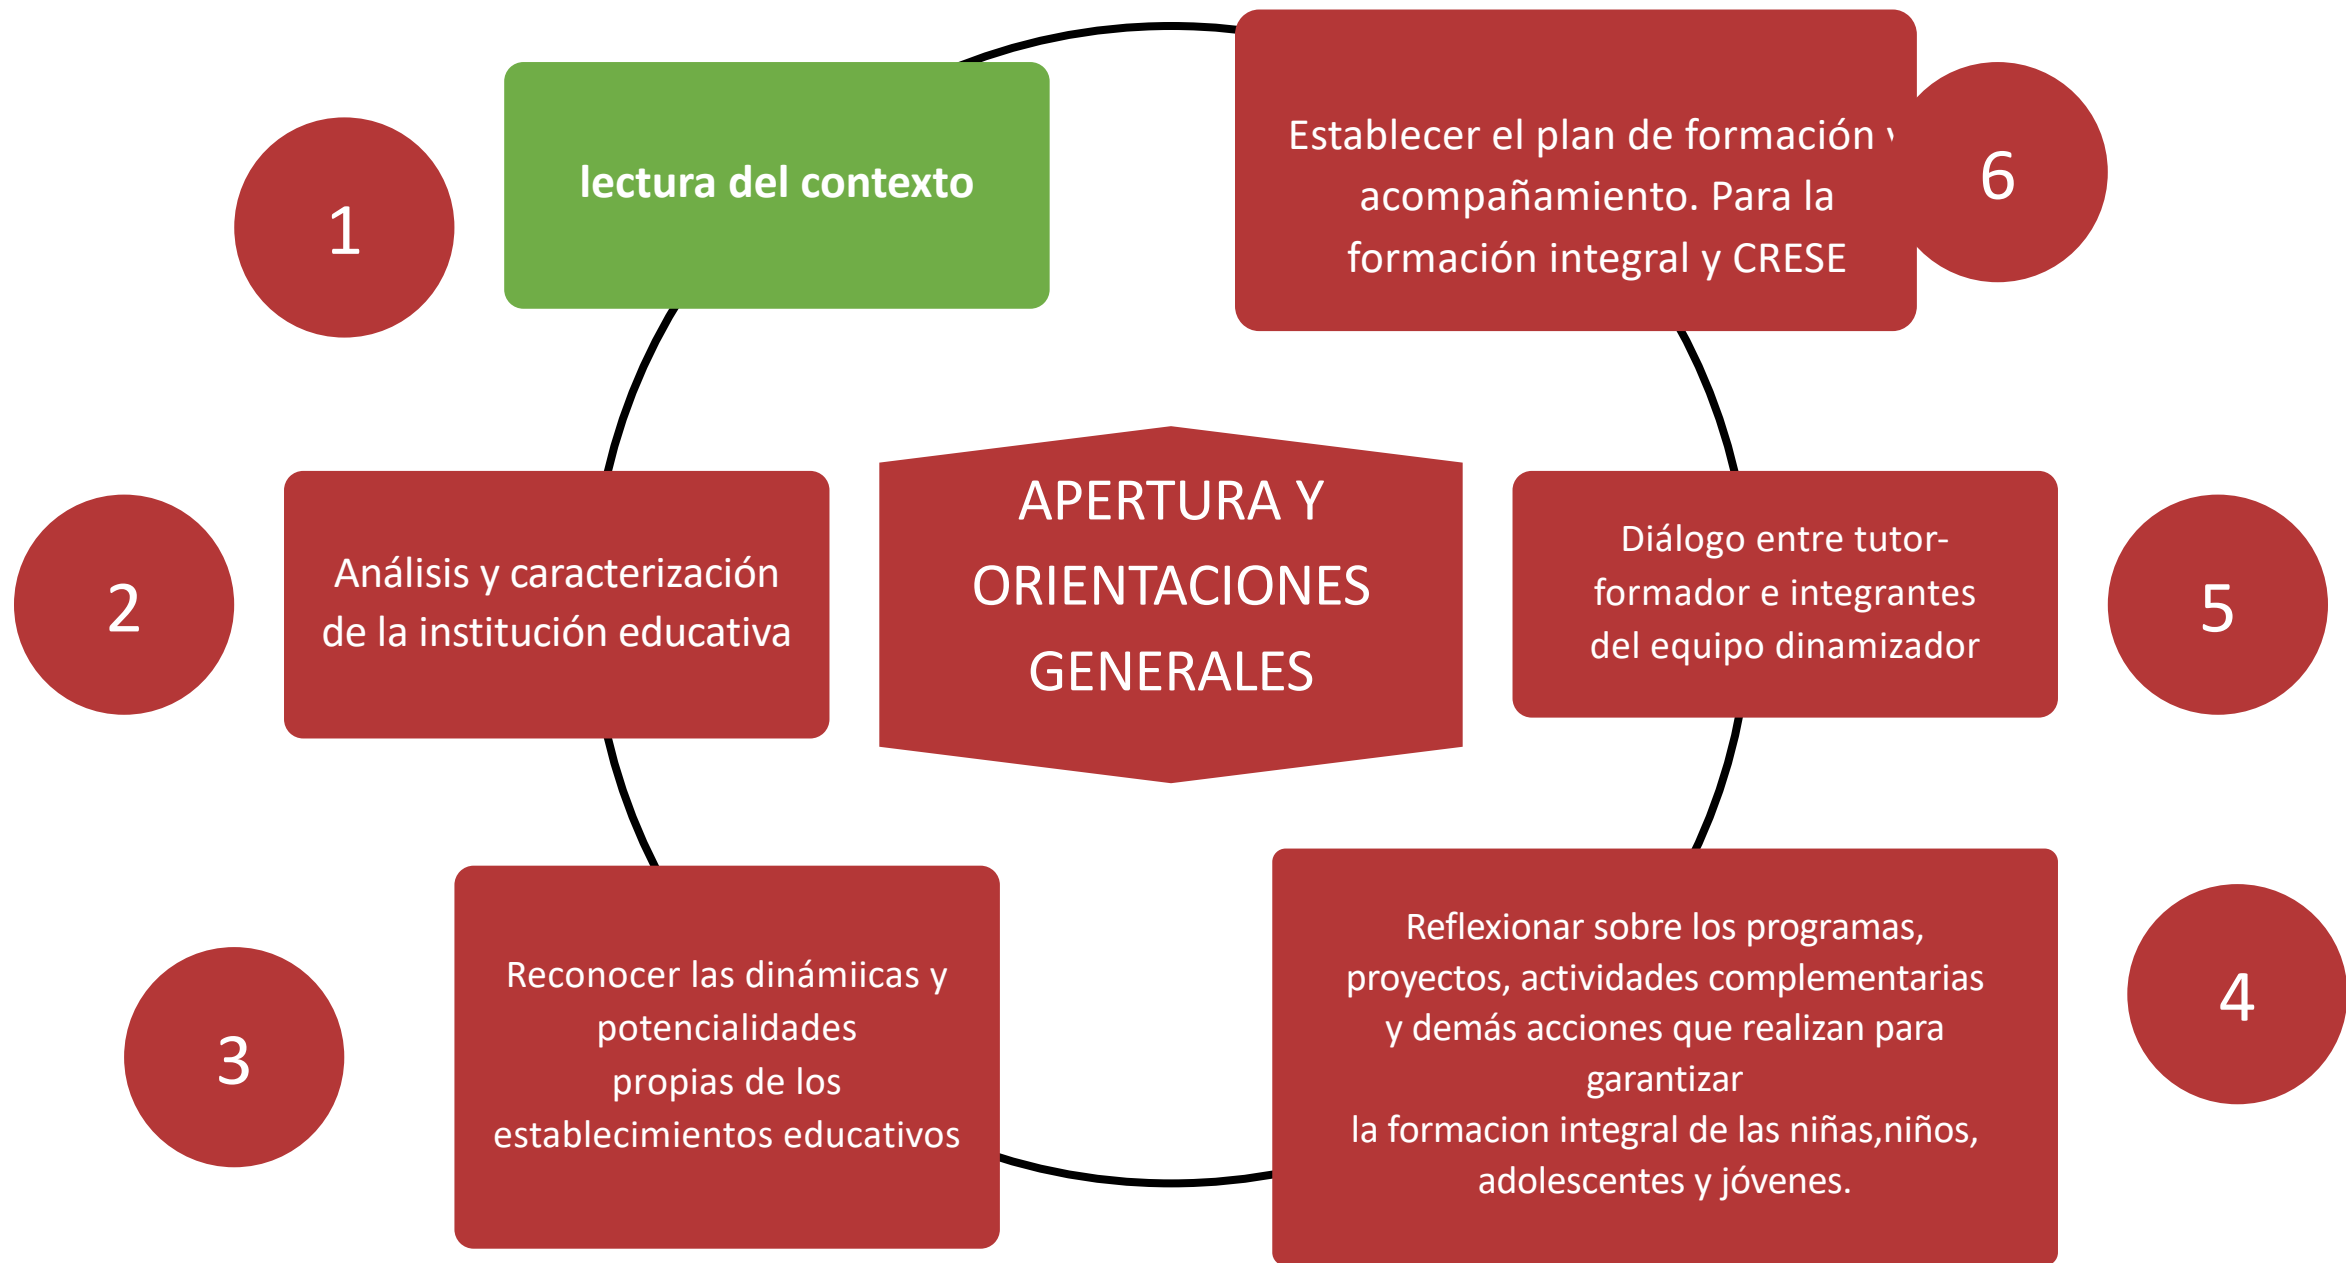 1
lectura del contexto
2
Análisis y caracterización
de la institución educativa
3
Reconocer las dinámiicas y
potencialidades
propias de los
establecimientos educativos
4
Reflexionar sobre los programas,
proyectos, actividades complementarias
y demás acciones que realizan para
garantizar
la formacion integral de las niñas,niños,
adolescentes y jóvenes.
5
Diálogo entre tutor-
formador e integrantes
del equipo dinamizador
6
Establecer el plan de formación y
acompañamiento. Para la
formación integral y CRESE
APERTURA Y
ORIENTACIONES
GENERALES